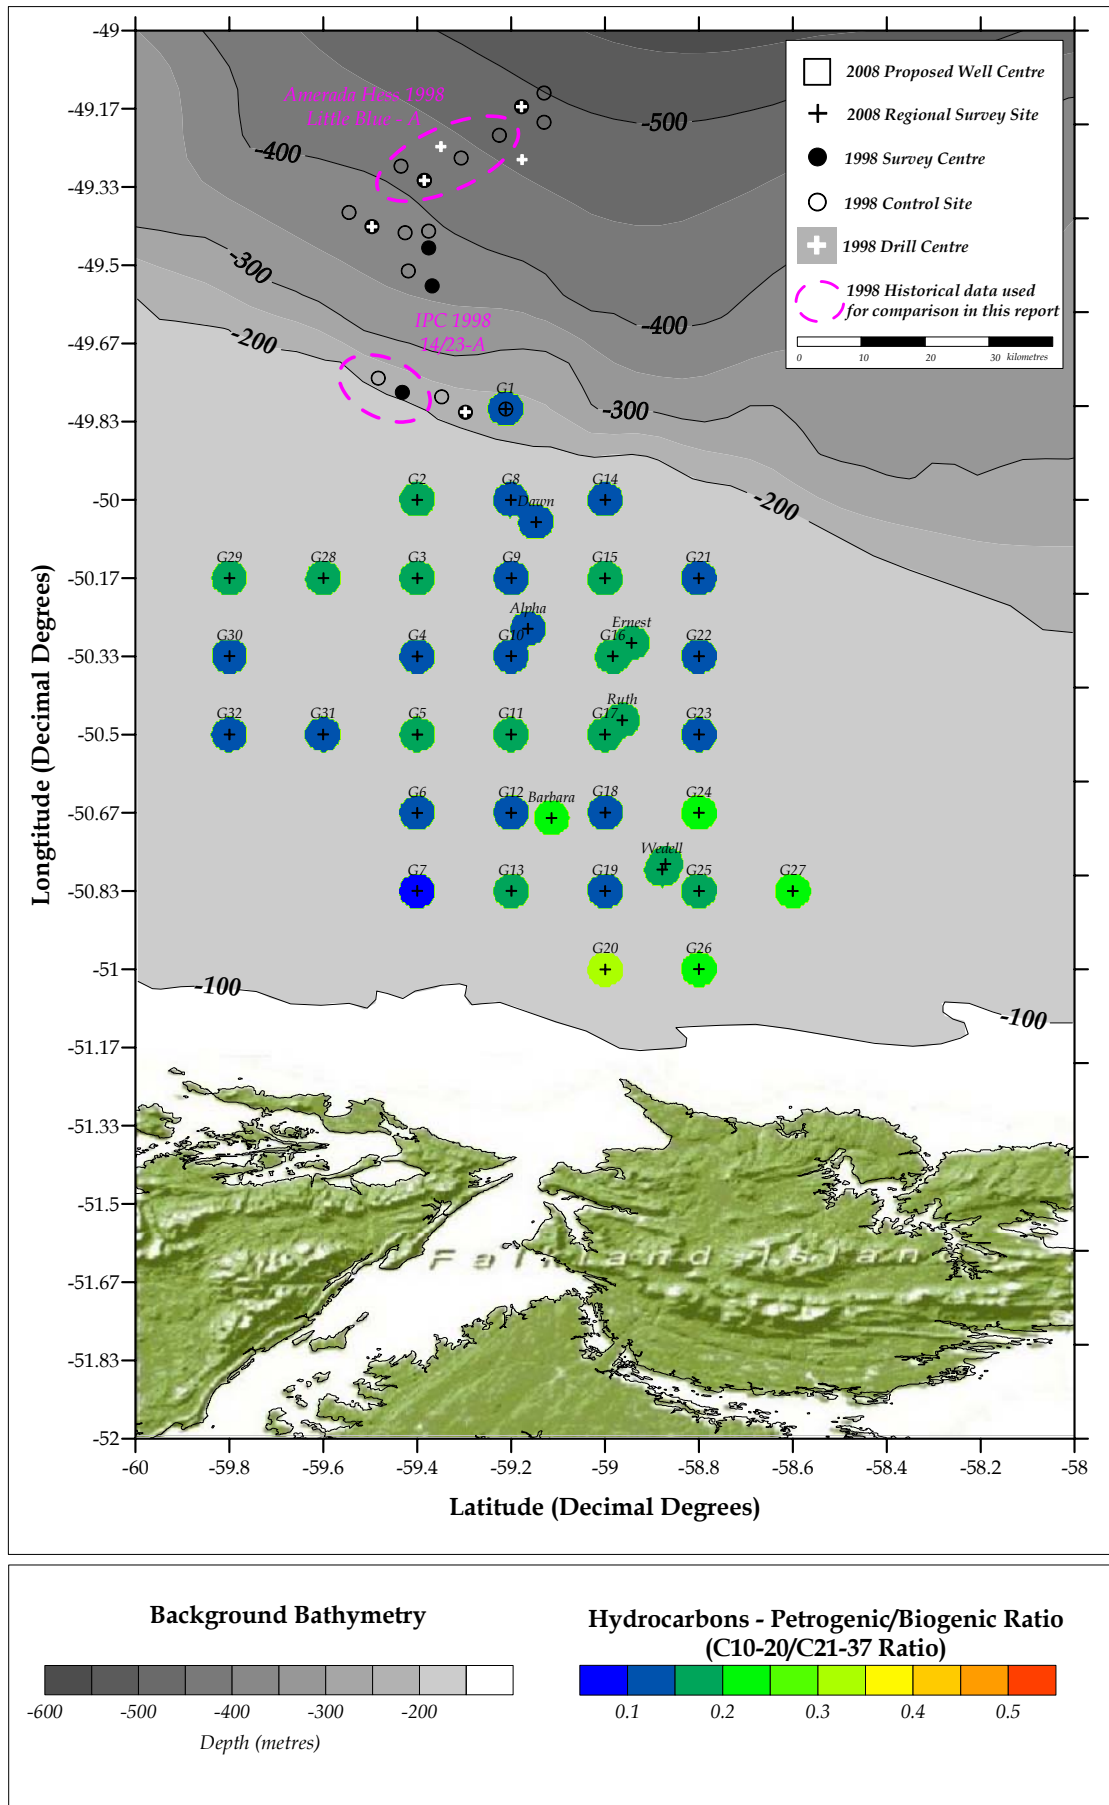 -49
-49.17
-49.33
-49.5
-49.67
-49.83
-50
-50.17
-50.33
-50.5
-50.67
-50.83
-51
-51.17
-51.33
-51.5
-51.67
-51.83
-52
Longtitude (Decimal Degrees)
Amerada Hess 1998
Little Blue - A
-500
-400
-300
-200
IPC 1998
14/23-A
-400
-300
-200
-100
-100
2008 Proposed Well Centre
2008 Regional Survey Site
1998 Survey Centre
1998 Control Site
1998 Drill Centre
1998 Historical data used
for comparison in this report
0 10 20 30 kilometres
G1
G2 G8 G14
Dawn
G29 G28 G3 G9 G15 G21
Alpha
Ernest
G30 G4 G10 G16 G22
Ruth
G32 G31 G5 G11 G17 G23
G6 G12 Barbara G18 G24
Wedell
G7 G13 G19 G25 G27
G20 G26
Falkland Islands
-60 -59.8 -59.6 -59.4 -59.2 -59 -58.8 -58.6 -58.4 -58.2 -58
Latitude (Decimal Degrees)
Background Bathymetry
-600 -500 -400 -300 -200
Depth (metres)
Hydrocarbons - Petrogenic/Biogenic Ratio
(C10-20/C21-37 Ratio)
0.1 0.2 0.3 0.4 0.5